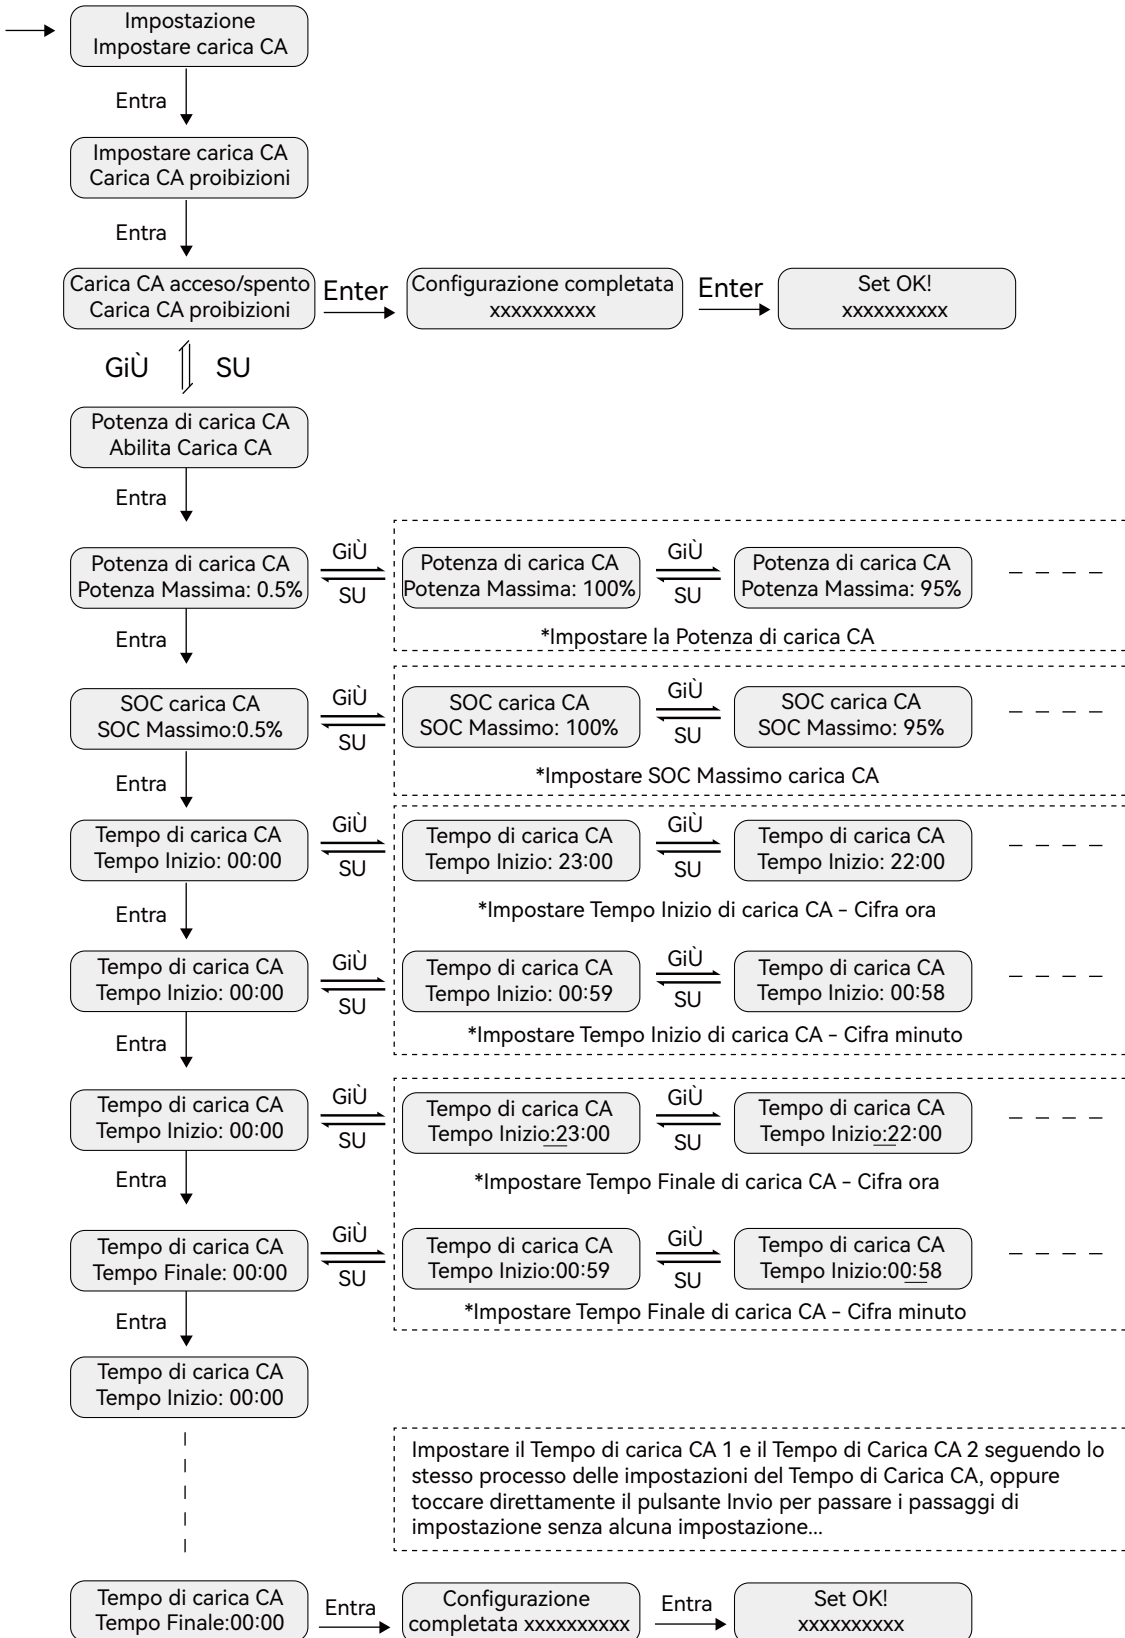 Impostazione
Impostare carica CA
Entra
Impostare carica CA
Carica CA proibizioni
Entra
Carica CA acceso/spento
Carica CA proibizioni
Enter
Configurazione completata
xxxxxxxxxx
Enter
Set OK!
xxxxxxxxxx
GiÙ
SU
Potenza di carica CA
Abilita Carica CA
Entra
Potenza di carica CA
Potenza Massima: 0.5%
GiÙ
SU
Potenza di carica CA
Potenza Massima: 100%
GiÙ
SU
Potenza di carica CA
Potenza Massima: 95%
*Impostare la Potenza di carica CA
Entra
SOC carica CA
SOC Massimo:0.5%
GiÙ
SU
SOC carica CA
SOC Massimo: 100%
GiÙ
SU
SOC carica CA
SOC Massimo: 95%
*Impostare SOC Massimo carica CA
Entra
Tempo di carica CA
Tempo Inizio: 00:00
GiÙ
SU
Tempo di carica CA
Tempo Inizio: 23:00
GiÙ
SU
Tempo di carica CA
Tempo Inizio: 22:00
*Impostare Tempo Inizio di carica CA - Cifra ora
Entra
Tempo di carica CA
Tempo Inizio: 00:00
GiÙ
SU
Tempo di carica CA
Tempo Inizio: 00:59
GiÙ
SU
Tempo di carica CA
Tempo Inizio: 00:58
*Impostare Tempo Inizio di carica CA - Cifra minuto
Entra
Tempo di carica CA
Tempo Inizio: 00:00
GiÙ
SU
Tempo di carica CA
Tempo Inizio:23:00
GiÙ
SU
Tempo di carica CA
Tempo Inizio:22:00
*Impostare Tempo Finale di carica CA - Cifra ora
Entra
Tempo di carica CA
Tempo Finale: 00:00
GiÙ
SU
Tempo di carica CA
Tempo Inizio:00:59
GiÙ
SU
Tempo di carica CA
Tempo Inizio:00:58
*Impostare Tempo Finale di carica CA - Cifra minuto
Entra
Tempo di carica CA
Tempo Inizio: 00:00
Impostare il Tempo di carica CA 1 e il Tempo di Carica CA 2 seguendo lo
stesso processo delle impostazioni del Tempo di Carica CA, oppure
toccare direttamente il pulsante Invio per passare i passaggi di
impostazione senza alcuna impostazione...
Tempo di carica CA
Tempo Finale:00:00
Entra
Configurazione
completata xxxxxxxxxx
Entra
Set OK!
xxxxxxxxxx